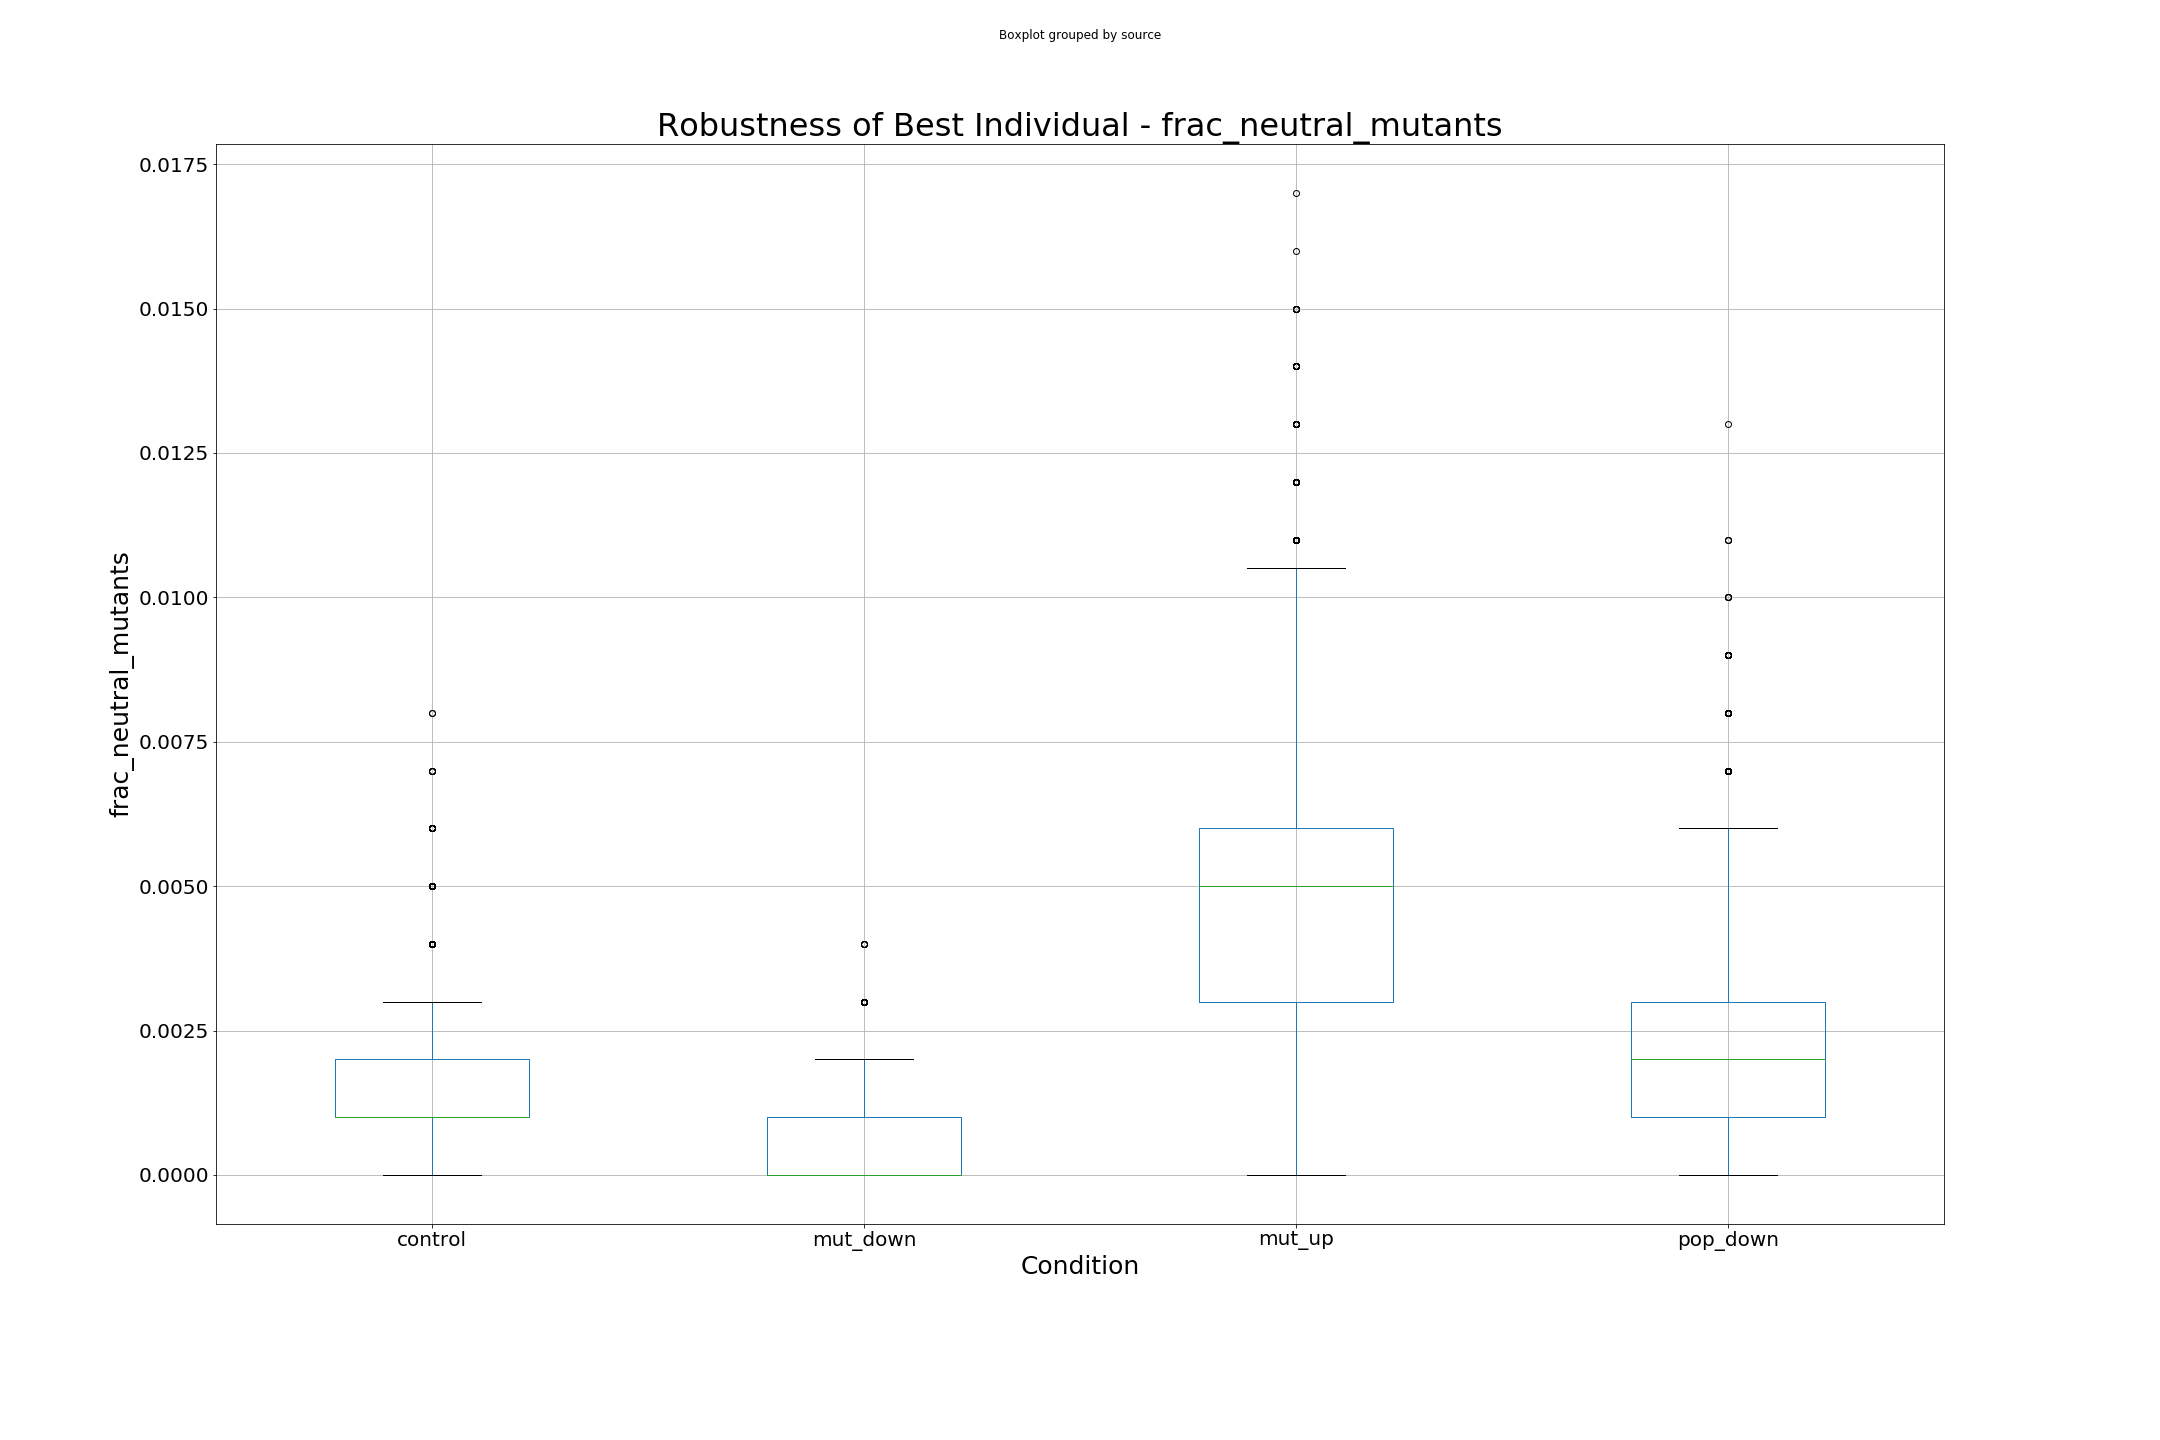 Boxplot grouped by source
Robustness of Best Individual - frac_neutral_mutants
0.0175
0.0150
0.0125
0.0100
0.0075
0.0050
0.0025
0.0000
frac_neutral_mutants
control
mut_down
mut_up
pop_down
Condition